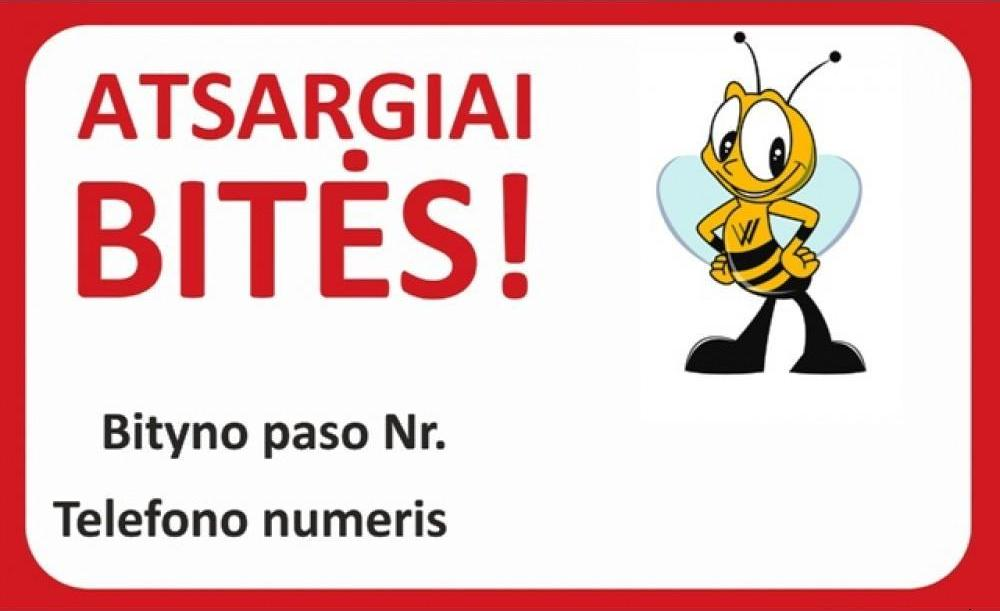 ATSARGIAI
BITĖS!
Bityno paso Nr.
Telefono numeris